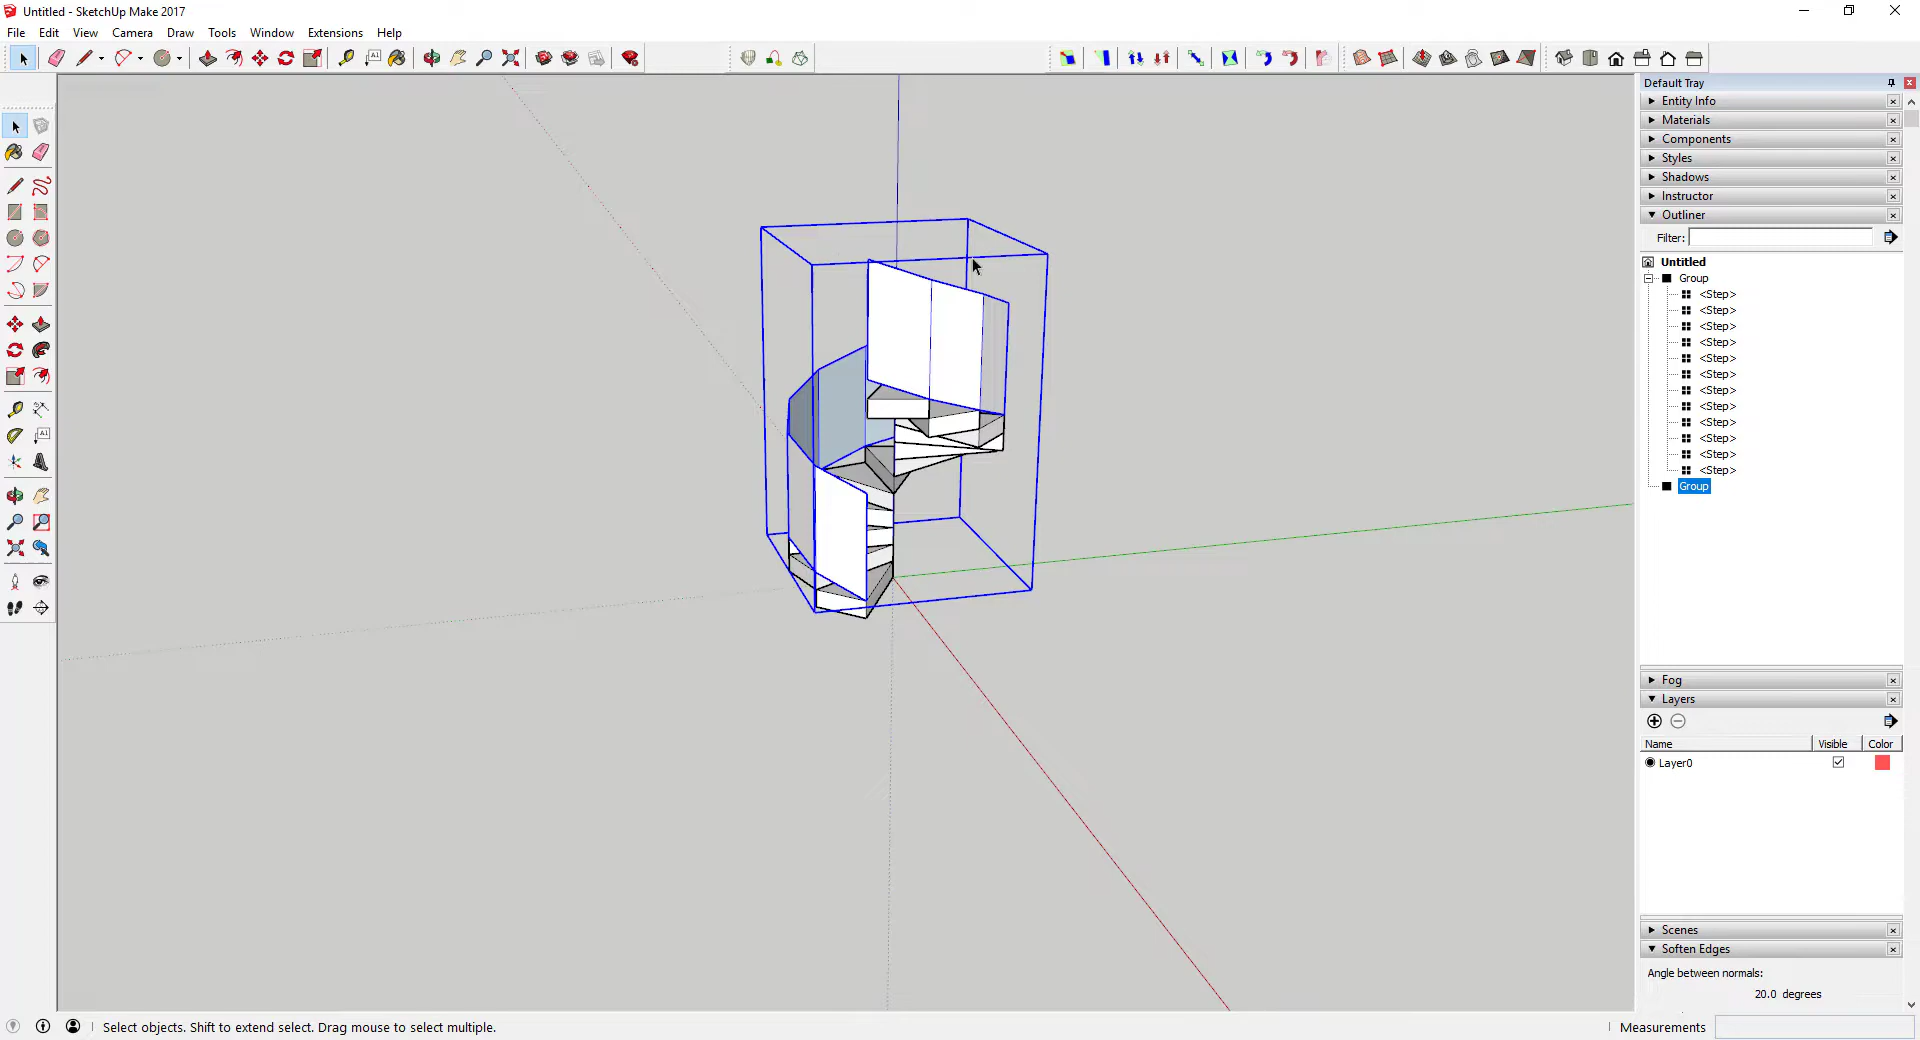 Untitled - SketchUp Make 2017
File Edit View Camera Draw Tools Window Extensions Help
A1
Default Tray
Entity Info
Materials
Components
Styles
Shadows
Instructor
Outliner
Filter:
Untitled
Group
<Step>
<Step>
<Step>
<Step>
<Step>
<Step>
<Step>
<Step>
<Step>
<Step>
<Step>
<Step>
Group
A1
Fog
Layers
Name Visible Color
Layer0
Scenes
Soften Edges
Angle between normals:
20.0 degrees
Select objects. Shift to extend select. Drag mouse to select multiple.
Measurements